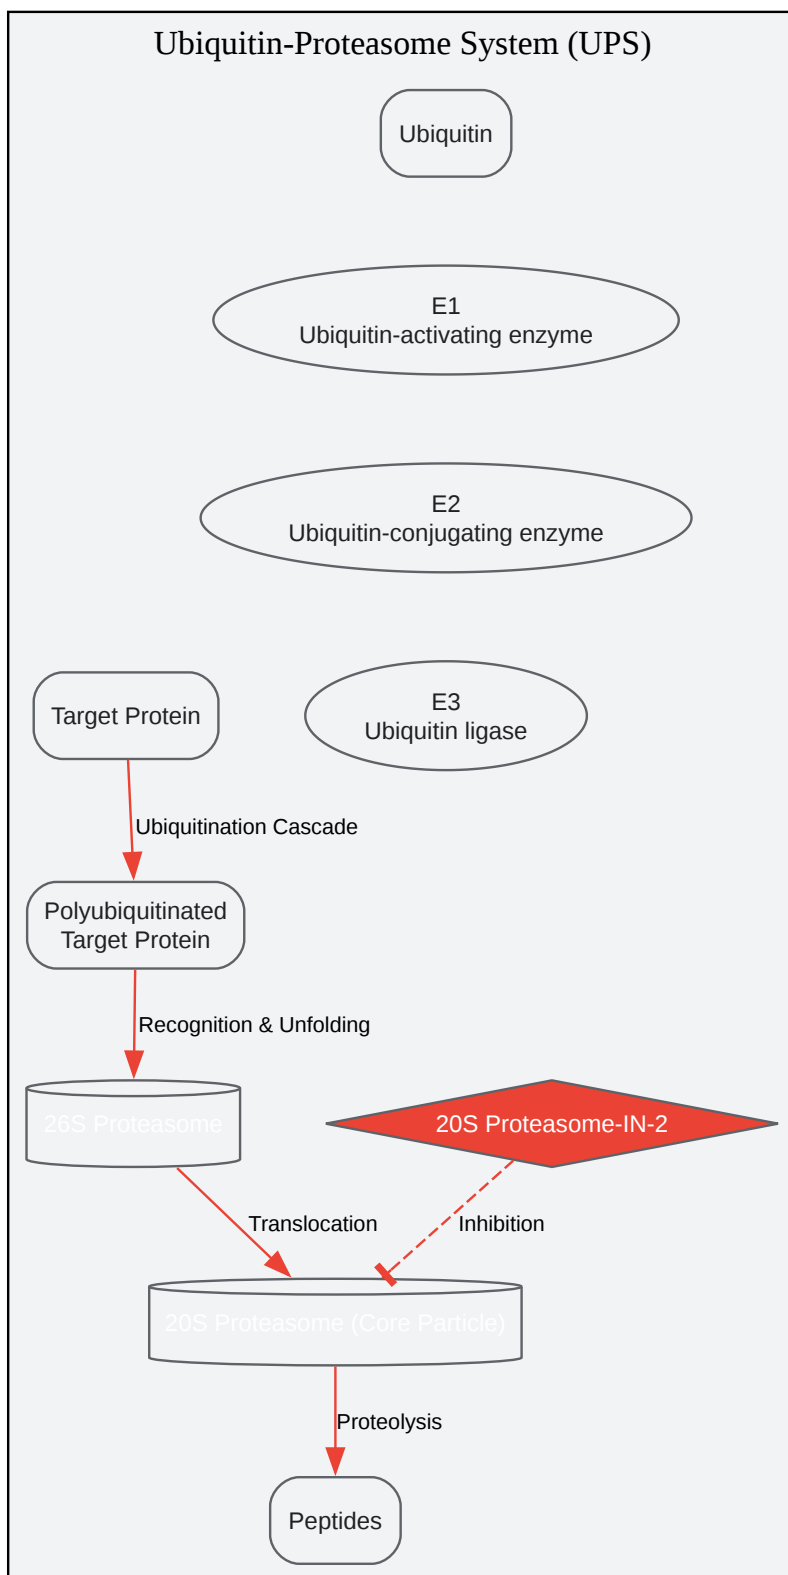 Ubiquitin-Proteasome System (UPS)
Ubiquitin
E1
Ubiquitin-activating enzyme
E2
Ubiquitin-conjugating enzyme
Target Protein
E3
Ubiquitin ligase
Ubiquitination Cascade
Polyubiquitinated
Target Protein
Recognition & Unfolding
26S Proteasome
20S Proteasome-IN-2
Translocation
Inhibition
20S Proteasome (Core Particle)
Proteolysis
Peptides